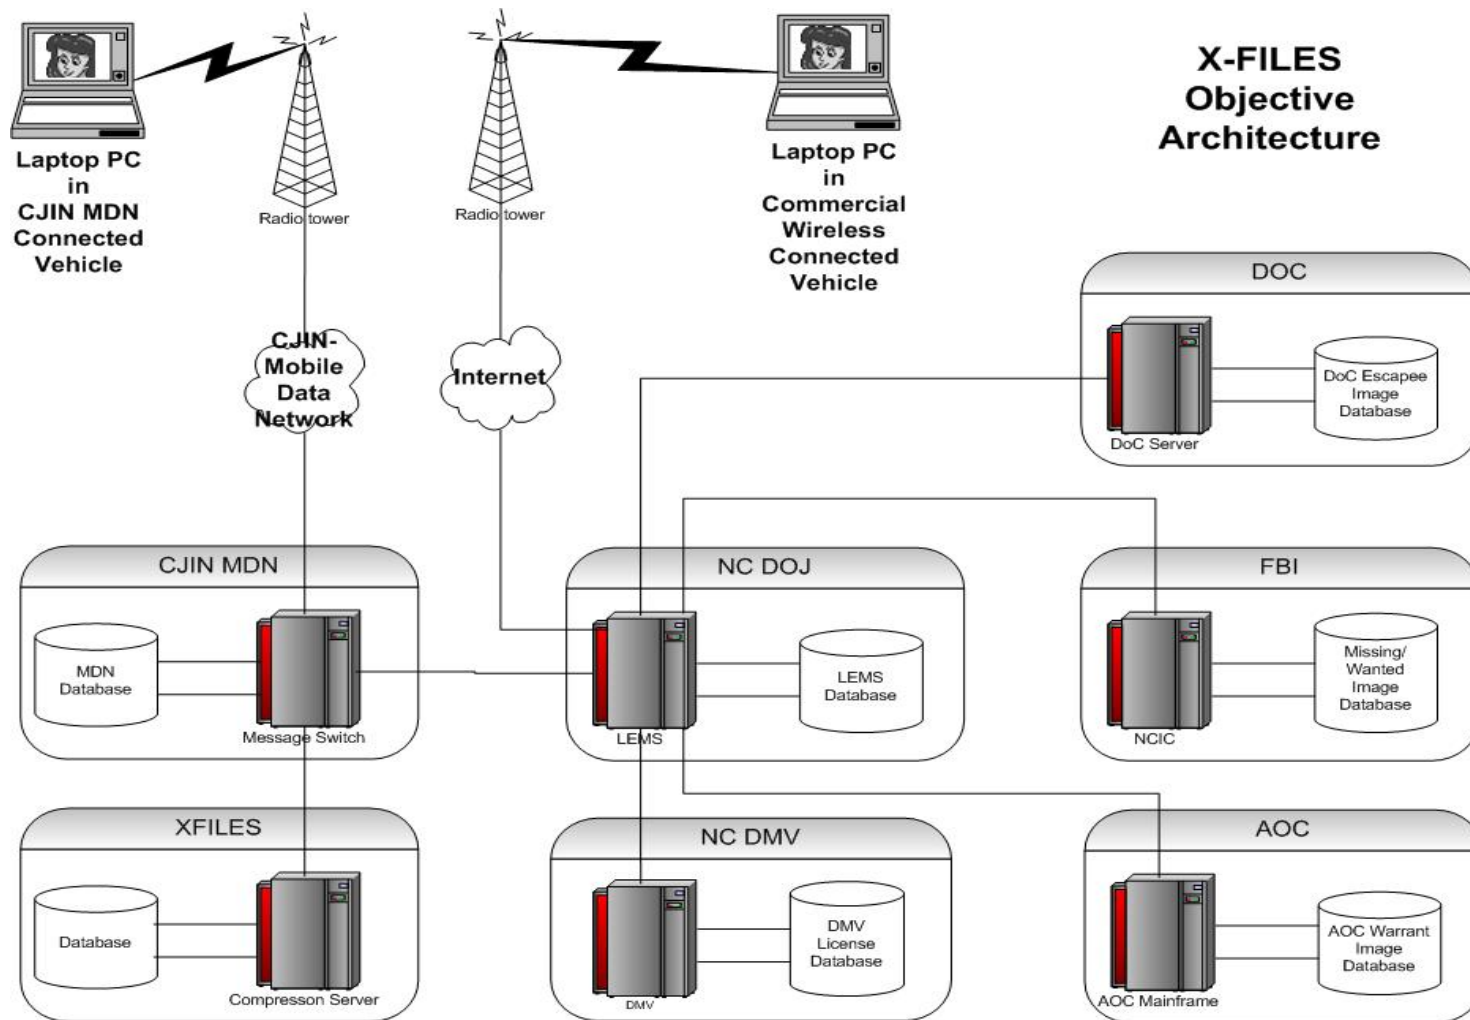 X-FILES
Objective
Architecture
Laptop PC
in
CJIN MDN
Connected
Vehicle
Radio tower
Radio tower
Laptop PC
in
Commercial
Wireless
Connected
Vehicle
CJIN-
Mobile
Data
Network
Internet
DOC
DoC Server
DoC Escapee
Image
Database
CJIN MDN
MDN
Database
Message Switch
NC DOJ
LEMS
LEMS
Database
FBI
NCIC
Missing/
Wanted
Image
Database
XFILES
Database
Compresson Server
NC DMV
DMV
DMV
License
Database
AOC
AOC Mainframe
AOC Warrant
Image
Database